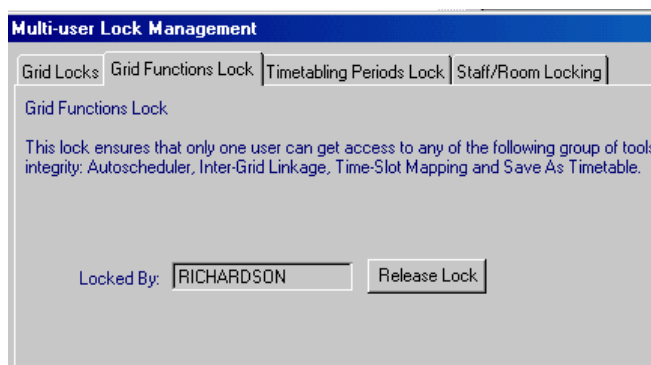 Multi-user Lock Management
Grid Locks Grid Functions Lock Timetabling Periods Lock Staff/Room Locking
Grid Functions Lock
This lock ensures that only one user can get access to any of the following group of tools
integrity: Autoscheduler, Inter-Grid Linkage, Time-Slot Mapping and Save As Timetable.
Locked By: RICHARDSON Release Lock